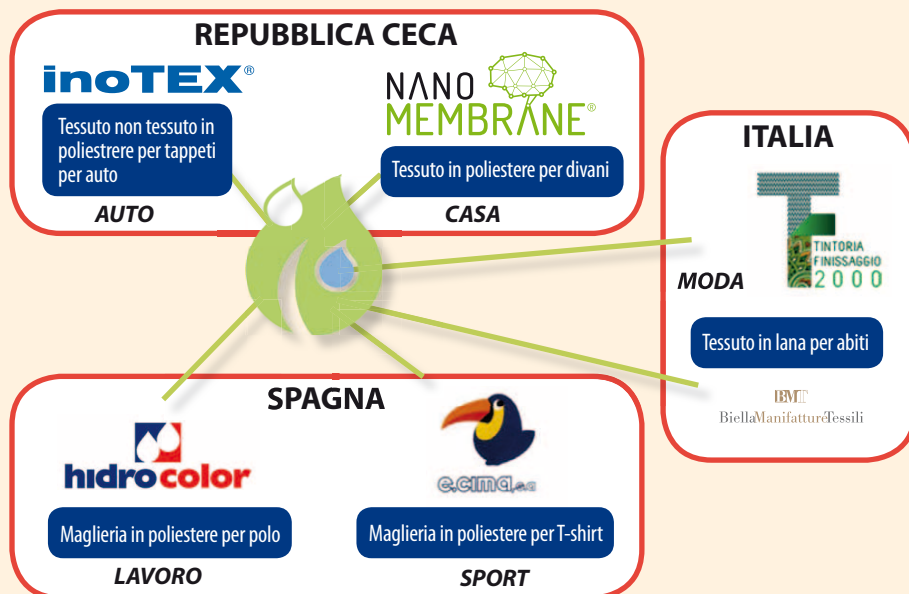 REPUBBLICA CECA
inoTEX®
Tessuto non tessuto in
poliestrere per tappeti
per auto
AUTO
NANO
MEMBRANE®
Tessuto in poliestere per divani
CASA
ITALIA
TINTORIA
FINISSAGGIO
2000
MODA
Tessuto in lana per abiti
BMT
BiellaManifattureTessili
SPAGNA
hidrocolor
Maglieria in poliestere per polo
LAVORO
e.cima,s.a
Maglieria in poliestere per T-shirt
SPORT